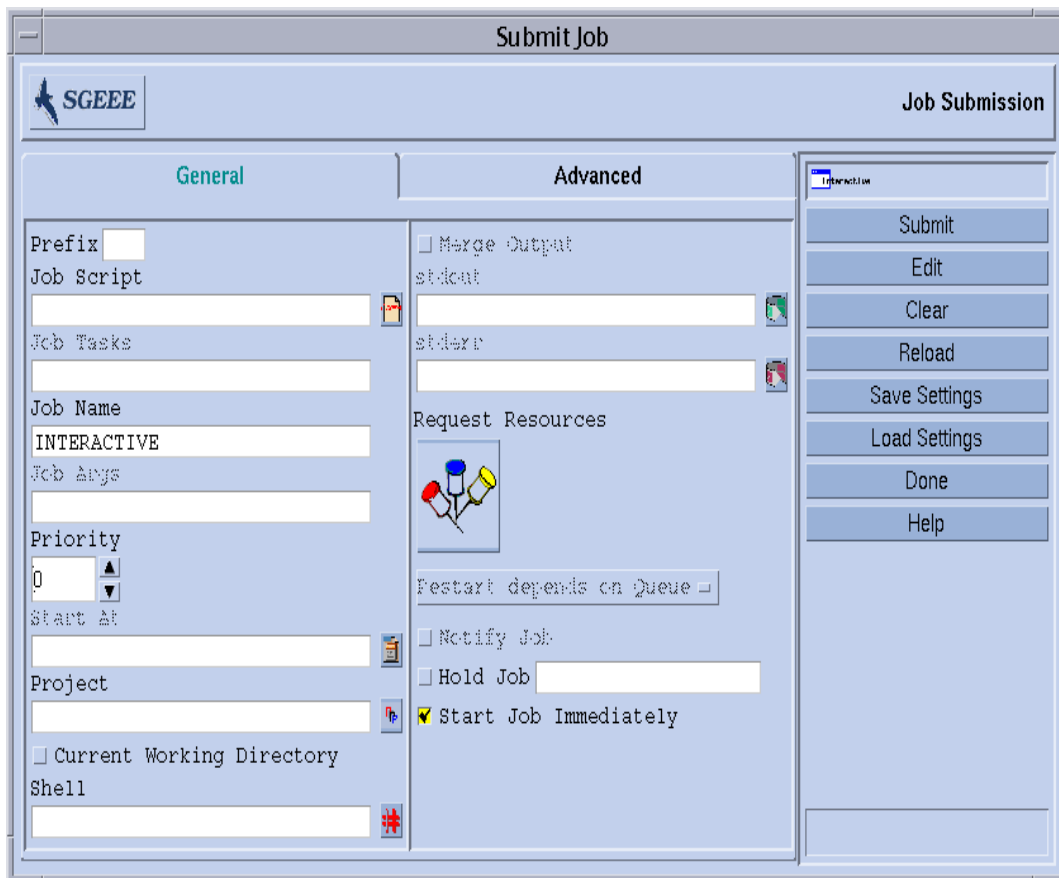 Submit Job
SGEEE
Job Submission
General
Advanced
Prefix
Job Script
Job Tasks
Job Name
INTERACTIVE
Job Args
Priority
0
Start At
Project
Current Working Directory
Shell
Merge Output
stdout
stderr
Request Resources
Restart depends on Queue
Notify Job
Hold Job
Start Job Immediately
Interactive
Submit
Edit
Clear
Reload
Save Settings
Load Settings
Done
Help